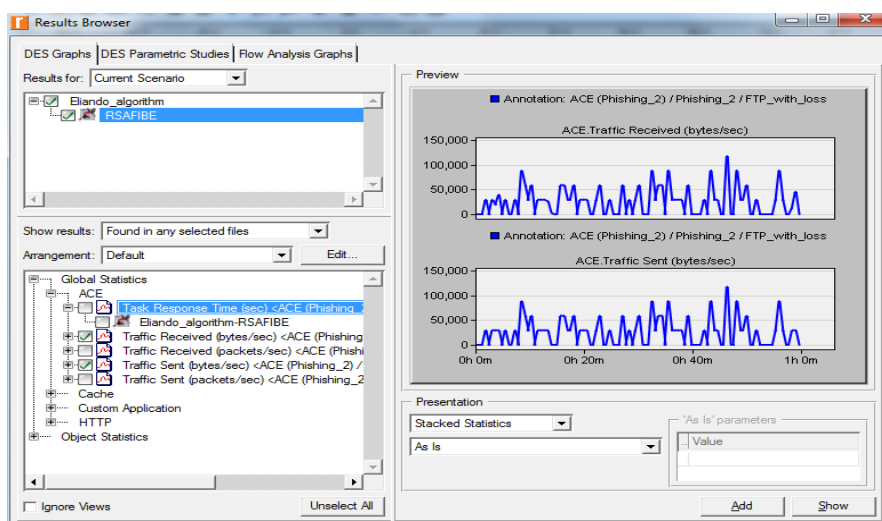 Results Browser
DES Graphs DES Parametric Studies Flow Analysis Graphs
Results for: Current Scenario
Eliando_algorithm
RSAFIBE
Show results: Found in any selected files
Arrangement: Default Edit...
Global Statistics
ACE
Task Response Time (sec) <ACE (Phishing_2
Eliando_algorithm-RSAFIBE
Traffic Received (bytes/sec) <ACE (Phishing
Traffic Received (packets/sec) <ACE (Phishi
Traffic Sent (bytes/sec) <ACE (Phishing_2) /
Traffic Sent (packets/sec) <ACE (Phishing_2
Cache
Custom Application
HTTP
Object Statistics
Ignore Views Unselect All
Preview
Annotation: ACE (Phishing_2) / Phishing_2 / FTP_with_loss
ACE.Traffic Received (bytes/sec)
150,000
100,000
50,000
0
Annotation: ACE (Phishing_2) / Phishing_2 / FTP_with_loss
ACE.Traffic Sent (bytes/sec)
150,000
100,000
50,000
0
0h 0m 0h 20m 0h 40m 1h 0m
Presentation
Stacked Statistics
As Is
'As Is' parameters
.. Value
Add Show